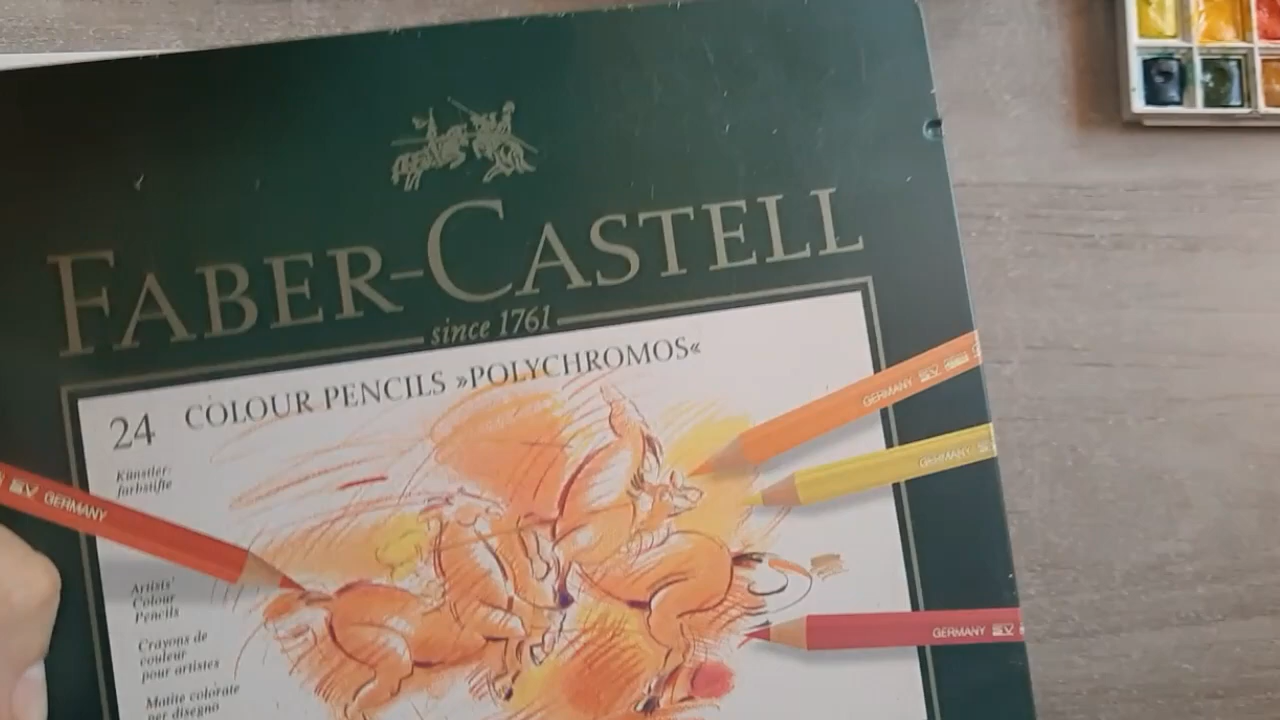 FABER-CASTELL
since 1761
24 COLOUR PENCILS »POLYCHROMOS«
Künstler-
farbstifte
Artists'
Colour
Pencils
Crayons de
couleur
pour artistes
Matite colorate
per disegno
GERMANY
GERMANY
GERMANY
GERMANY